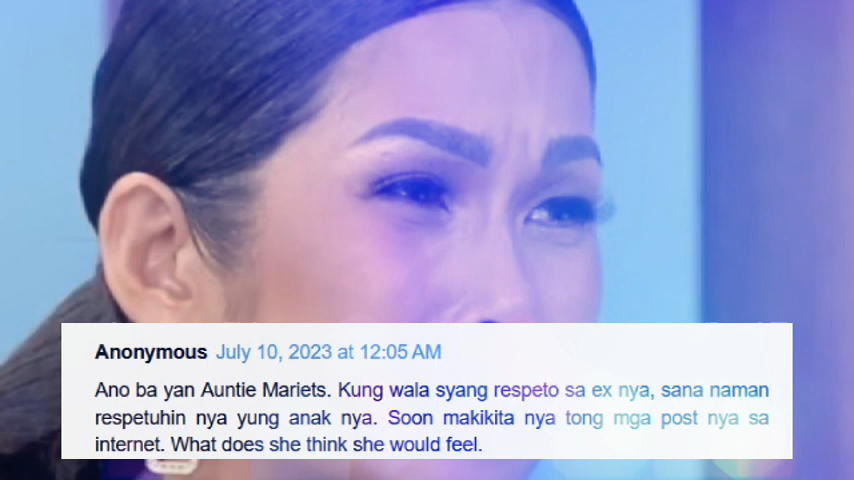 Anonymous July 10, 2023 at 12:05 AM
Ano ba yan Auntie Mariets. Kung wala syang respeto sa ex nya, sana naman
respetuhin nya yung anak nya. Soon makikita nya tong mga post nya sa
internet. What does she think she would feel.